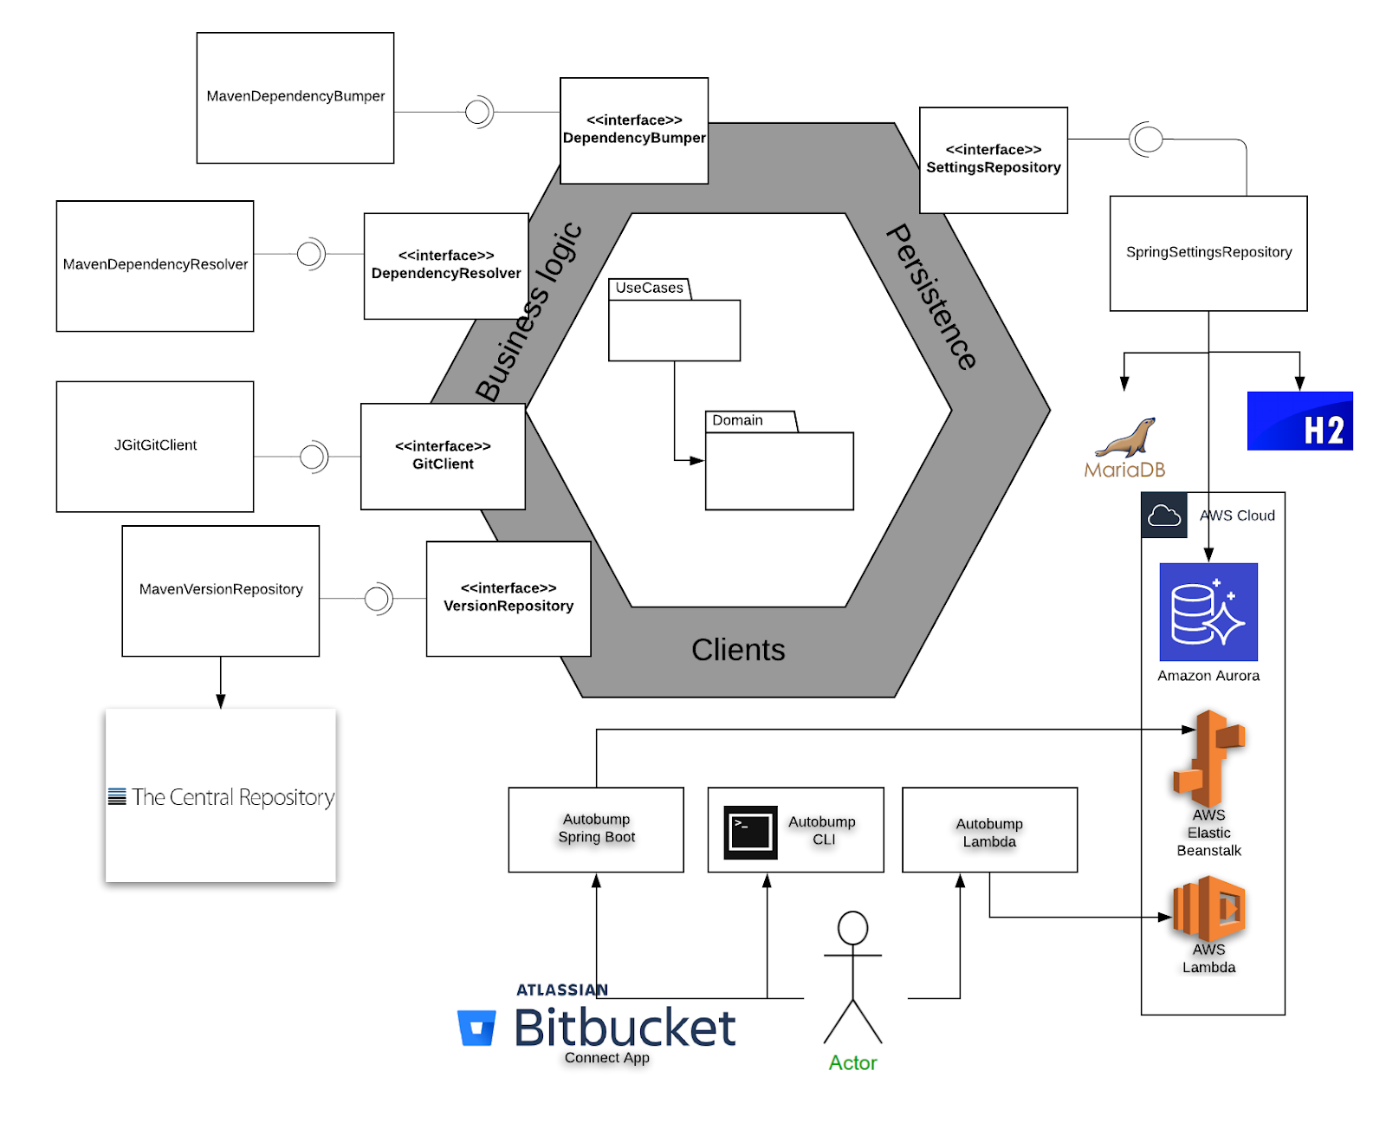 MavenDependencyBumper
<<interface>>
DependencyBumper
<<interface>>
SettingsRepository
MavenDependencyResolver
<<interface>>
DependencyResolver
Business logic
Persistence
SpringSettingsRepository
UseCases
Domain
JGitGitClient
<<interface>>
GitClient
MariaDB
H2
AWS Cloud
MavenVersionRepository
<<interface>>
VersionRepository
Clients
Amazon Aurora
The Central Repository
Autobump
Spring Boot
>_
Autobump
CLI
Autobump
Lambda
AWS
Elastic
Beanstalk
AWS
Lambda
ATLASSIAN
Bitbucket
Connect App
Actor